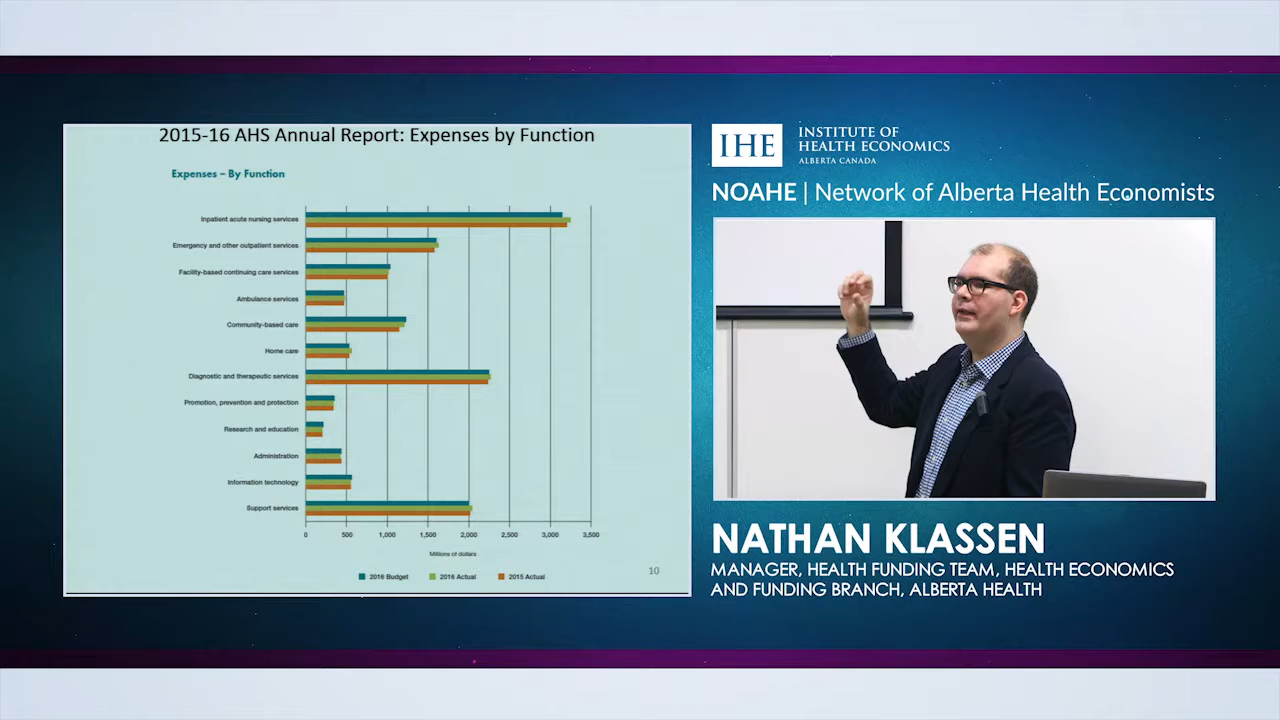 2015-16 AHS Annual Report: Expenses by Function
Expenses – By Function
Inpatient acute nursing services
Emergency and other outpatient services
Facility-based continuing care services
Ambulance services
Community-based care
Home care
Diagnostic and therapeutic services
Promotion, prevention and protection
Research and education
Administration
Information technology
Support services
0 500 1,000 1,500 2,000 2,500 3,000 3,500
Millions of dollars
2016 Budget 2016 Actual 2015 Actual
10
IHE
INSTITUTE OF
HEALTH ECONOMICS
ALBERTA CANADA
NOAHE | Network of Alberta Health Economists
NATHAN KLASSEN
MANAGER, HEALTH FUNDING TEAM, HEALTH ECONOMICS
AND FUNDING BRANCH, ALBERTA HEALTH